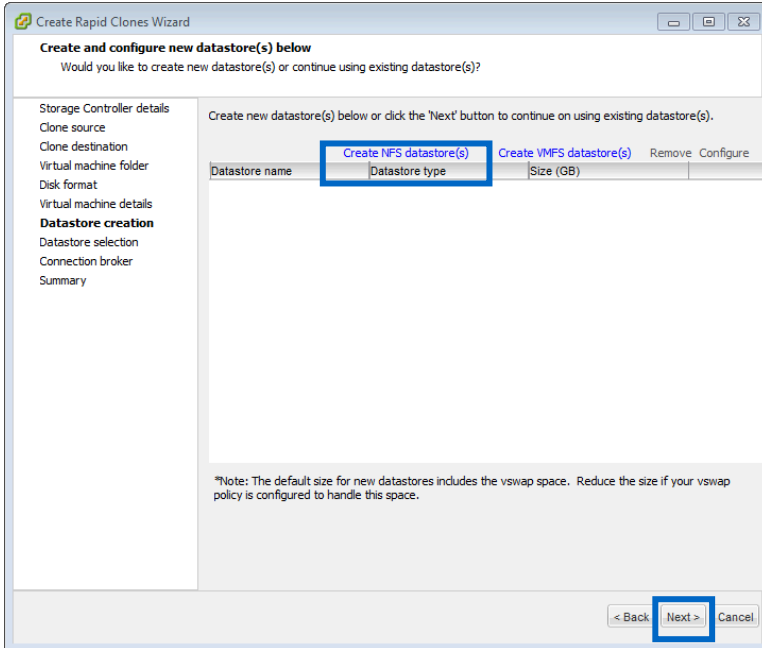 Create Rapid Clones Wizard
Create and configure new datastore(s) below
Would you like to create new datastore(s) or continue using existing datastore(s)?
Storage Controller details
Clone source
Clone destination
Virtual machine folder
Disk format
Virtual machine details
Datastore creation
Datastore selection
Connection broker
Summary
Create new datastore(s) below or click the 'Next' button to continue on using existing datastore(s).
Create NFS datastore(s) Create VMFS datastore(s) Remove Configure
Datastore name Datastore type Size (GB)
*Note: The default size for new datastores includes the vswap space. Reduce the size if your vswap
policy is configured to handle this space.
< Back Next > Cancel